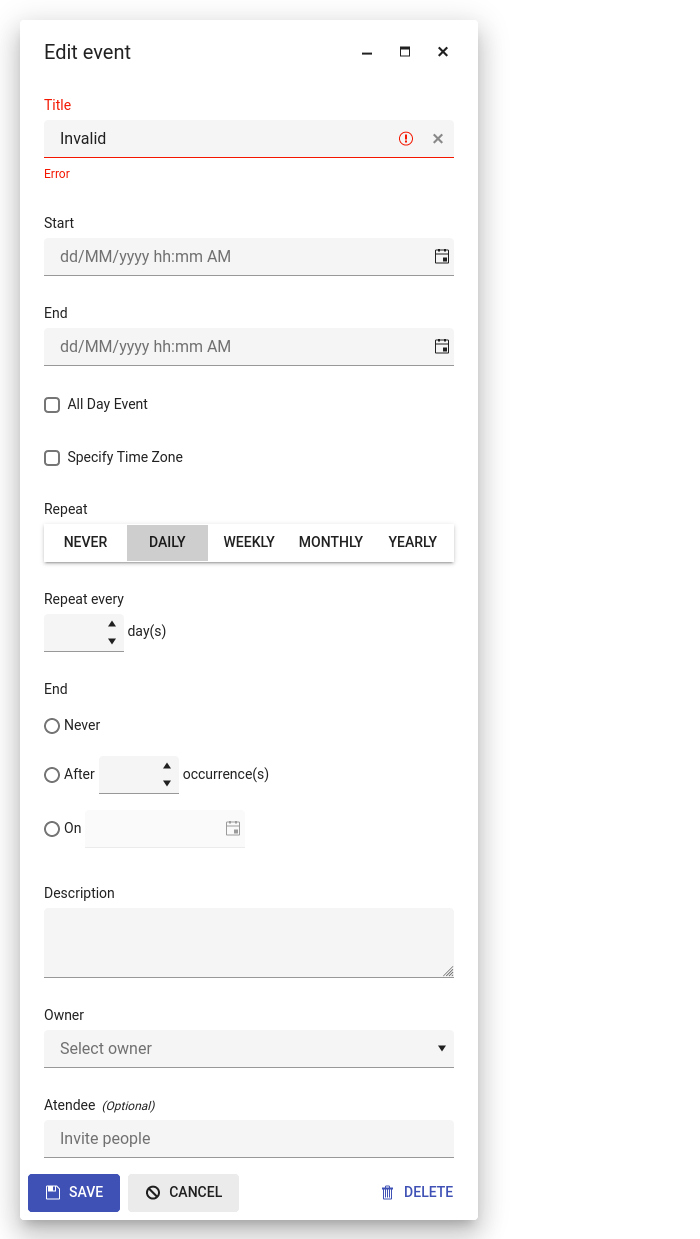 Edit event
Title
Invalid
Error
Start
dd/MM/yyyy hh:mm AM
End
dd/MM/yyyy hh:mm AM
All Day Event
Specify Time Zone
Repeat
NEVER DAILY WEEKLY MONTHLY YEARLY
Repeat every
day(s)
End
Never
After occurrence(s)
On
Description
Owner
Select owner
Atendee (Optional)
Invite people
SAVE CANCEL DELETE